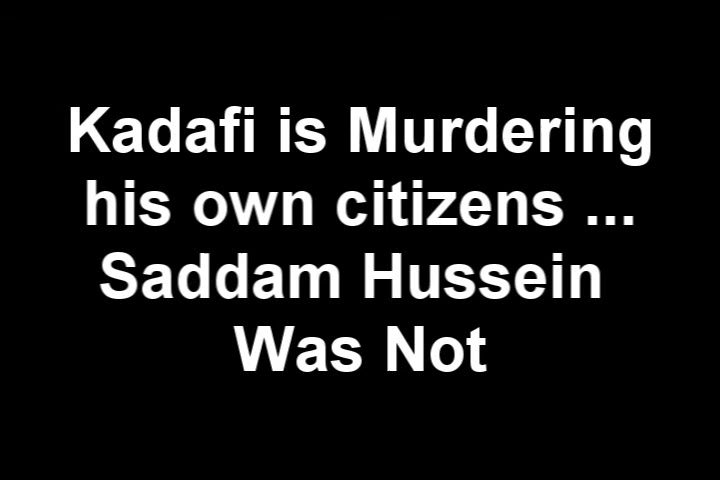 Kadafi is Murdering
his own citizens ...
Saddam Hussein
Was Not